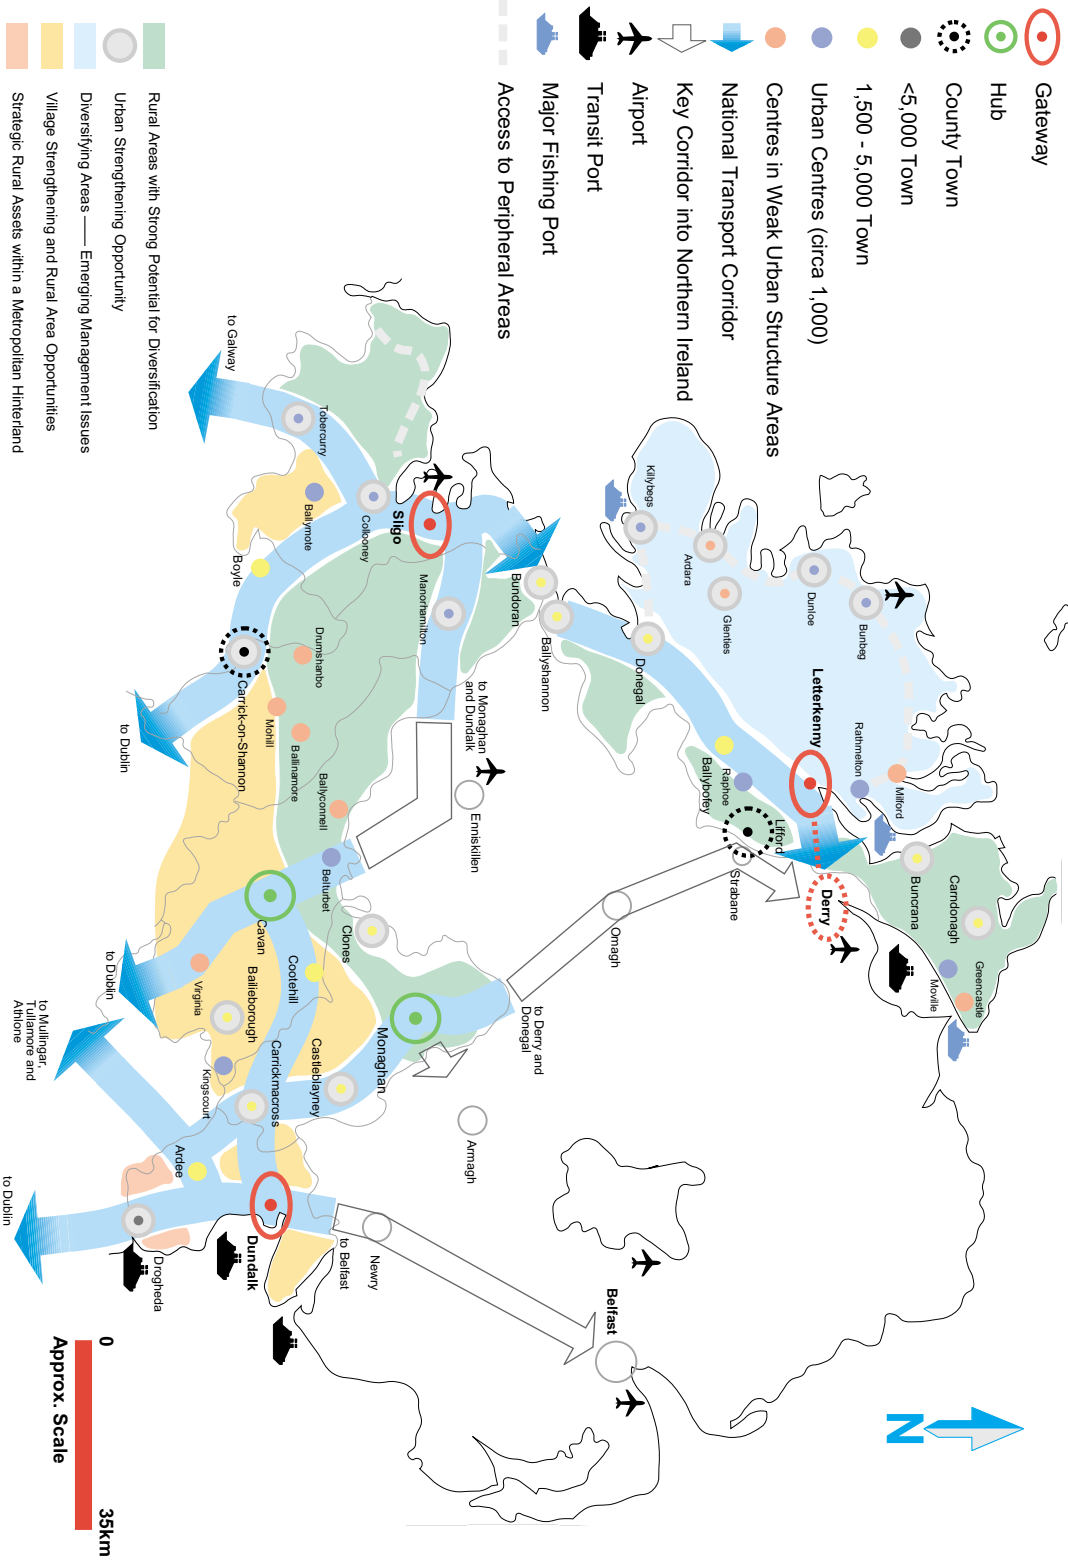 Gateway
Hub
County Town
<5,000 Town
1,500 - 5,000 Town
Urban Centres (circa 1,000)
Centres in Weak Urban Structure Areas
National Transport Corridor
Key Corridor into Northern Ireland
Airport
Transit Port
Major Fishing Port
Access to Peripheral Areas
Rural Areas with Strong Potential for Diversification
Urban Strengthening Opportunity
Diversifying Areas —— Emerging Management Issues
Village Strengthening and Rural Area Opportunities
Strategic Rural Assets within a Metropolitan Hinterland
Carndonagh
Greencastle
Buncrana
Moville
Milford
Rathmelton
Bunbeg
Dunloe
Letterkenny
Derry
Lifford
Strabane
Raphoe
Ballybofey
Glenties
Ardara
Killybegs
Donegal
Omagh
Ballyshannon
Bundoran
to Derry and
Donegal
Belfast
Enniskillen
to Monaghan
and Dundalk
Armagh
Manorhamilton
Sligo
Collooney
Tobercurry
Ballymote
Boyle
to Galway
Drumshanbo
Mohill
Ballinamore
Ballyconnell
Carrick-on-Shannon
to Dublin
Belturbet
Clones
Monaghan
Cavan
Cootehill
Castleblayney
Bailieborough
Carrickmacross
Virginia
Kingscourt
to Dublin
to Mullingar,
Tullamore and
Athlone
Ardee
Newry
to Belfast
Dundalk
Drogheda
to Dublin
N
0
35km
Approx. Scale